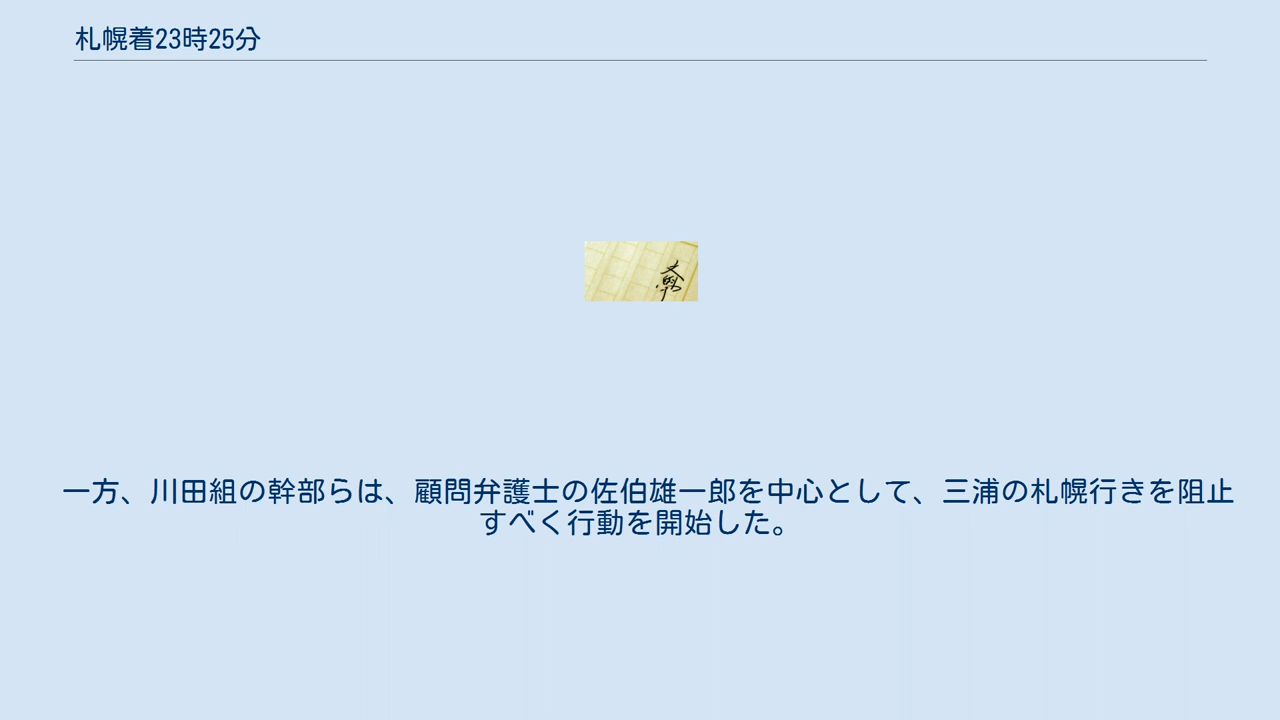 札幌着23時25分
一方、川田組の幹部らは、顧問弁護士の佐伯雄一郎を中心として、三浦の札幌行きを阻止
すべく行動を開始した。